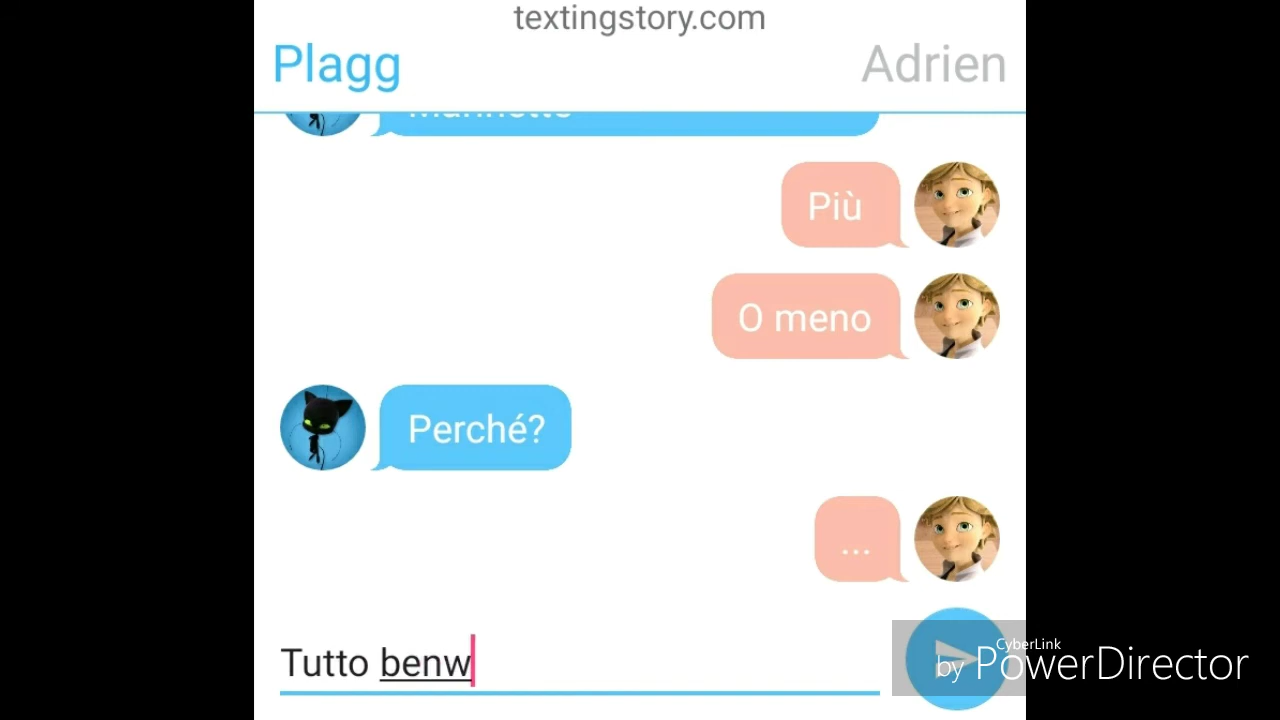 textingstory.com
Plagg
Adrien
Più
O meno
Perché?
...
Tutto benw
CyberLink
by PowerDirector